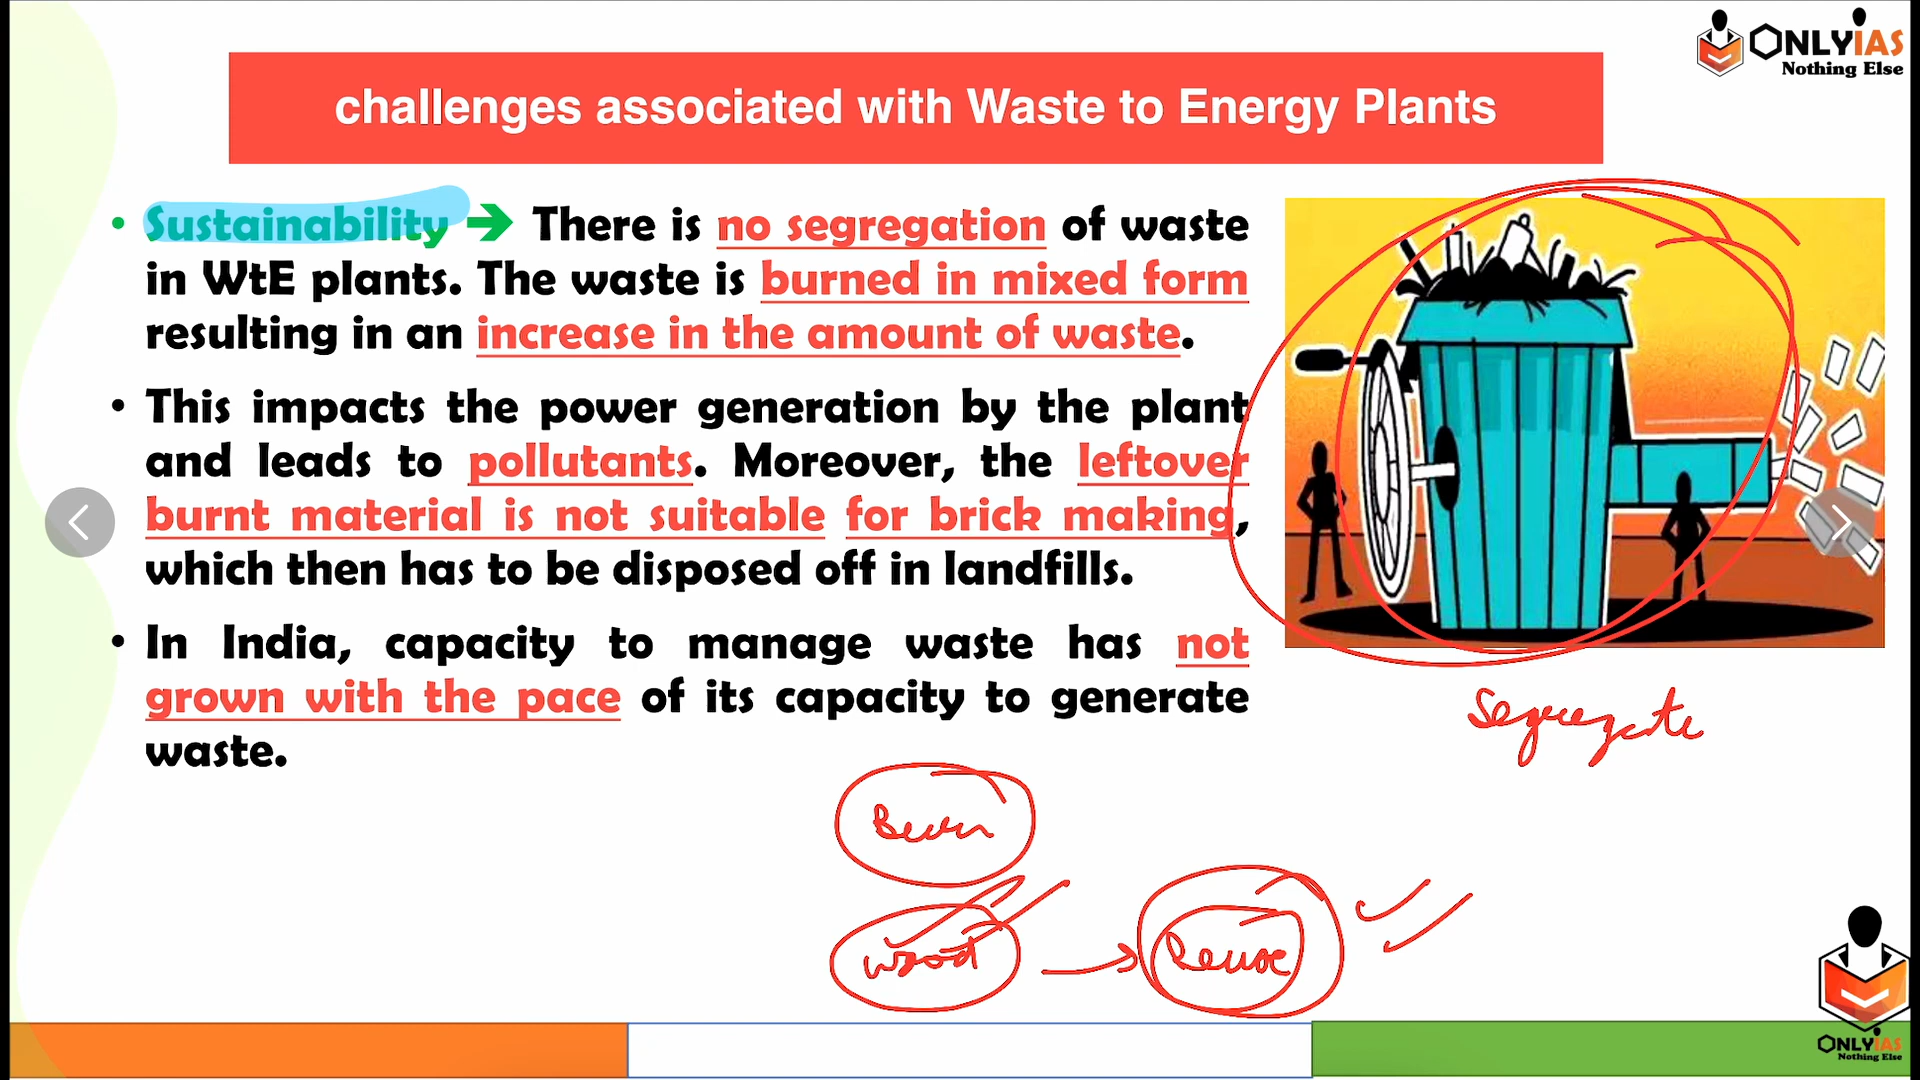 ONLYIAS
Nothing Else
challenges associated with Waste to Energy Plants
• Sustainability → There is no segregation of waste
in WtE plants. The waste is burned in mixed form
resulting in an increase in the amount of waste.
• This impacts the power generation by the plant
and leads to pollutants. Moreover, the leftover
burnt material is not suitable for brick making,
which then has to be disposed off in landfills.
• In India, capacity to manage waste has not
grown with the pace of its capacity to generate
waste.
Segregate
Burn
Wood → Reuse
ONLYIAS
Nothing Else